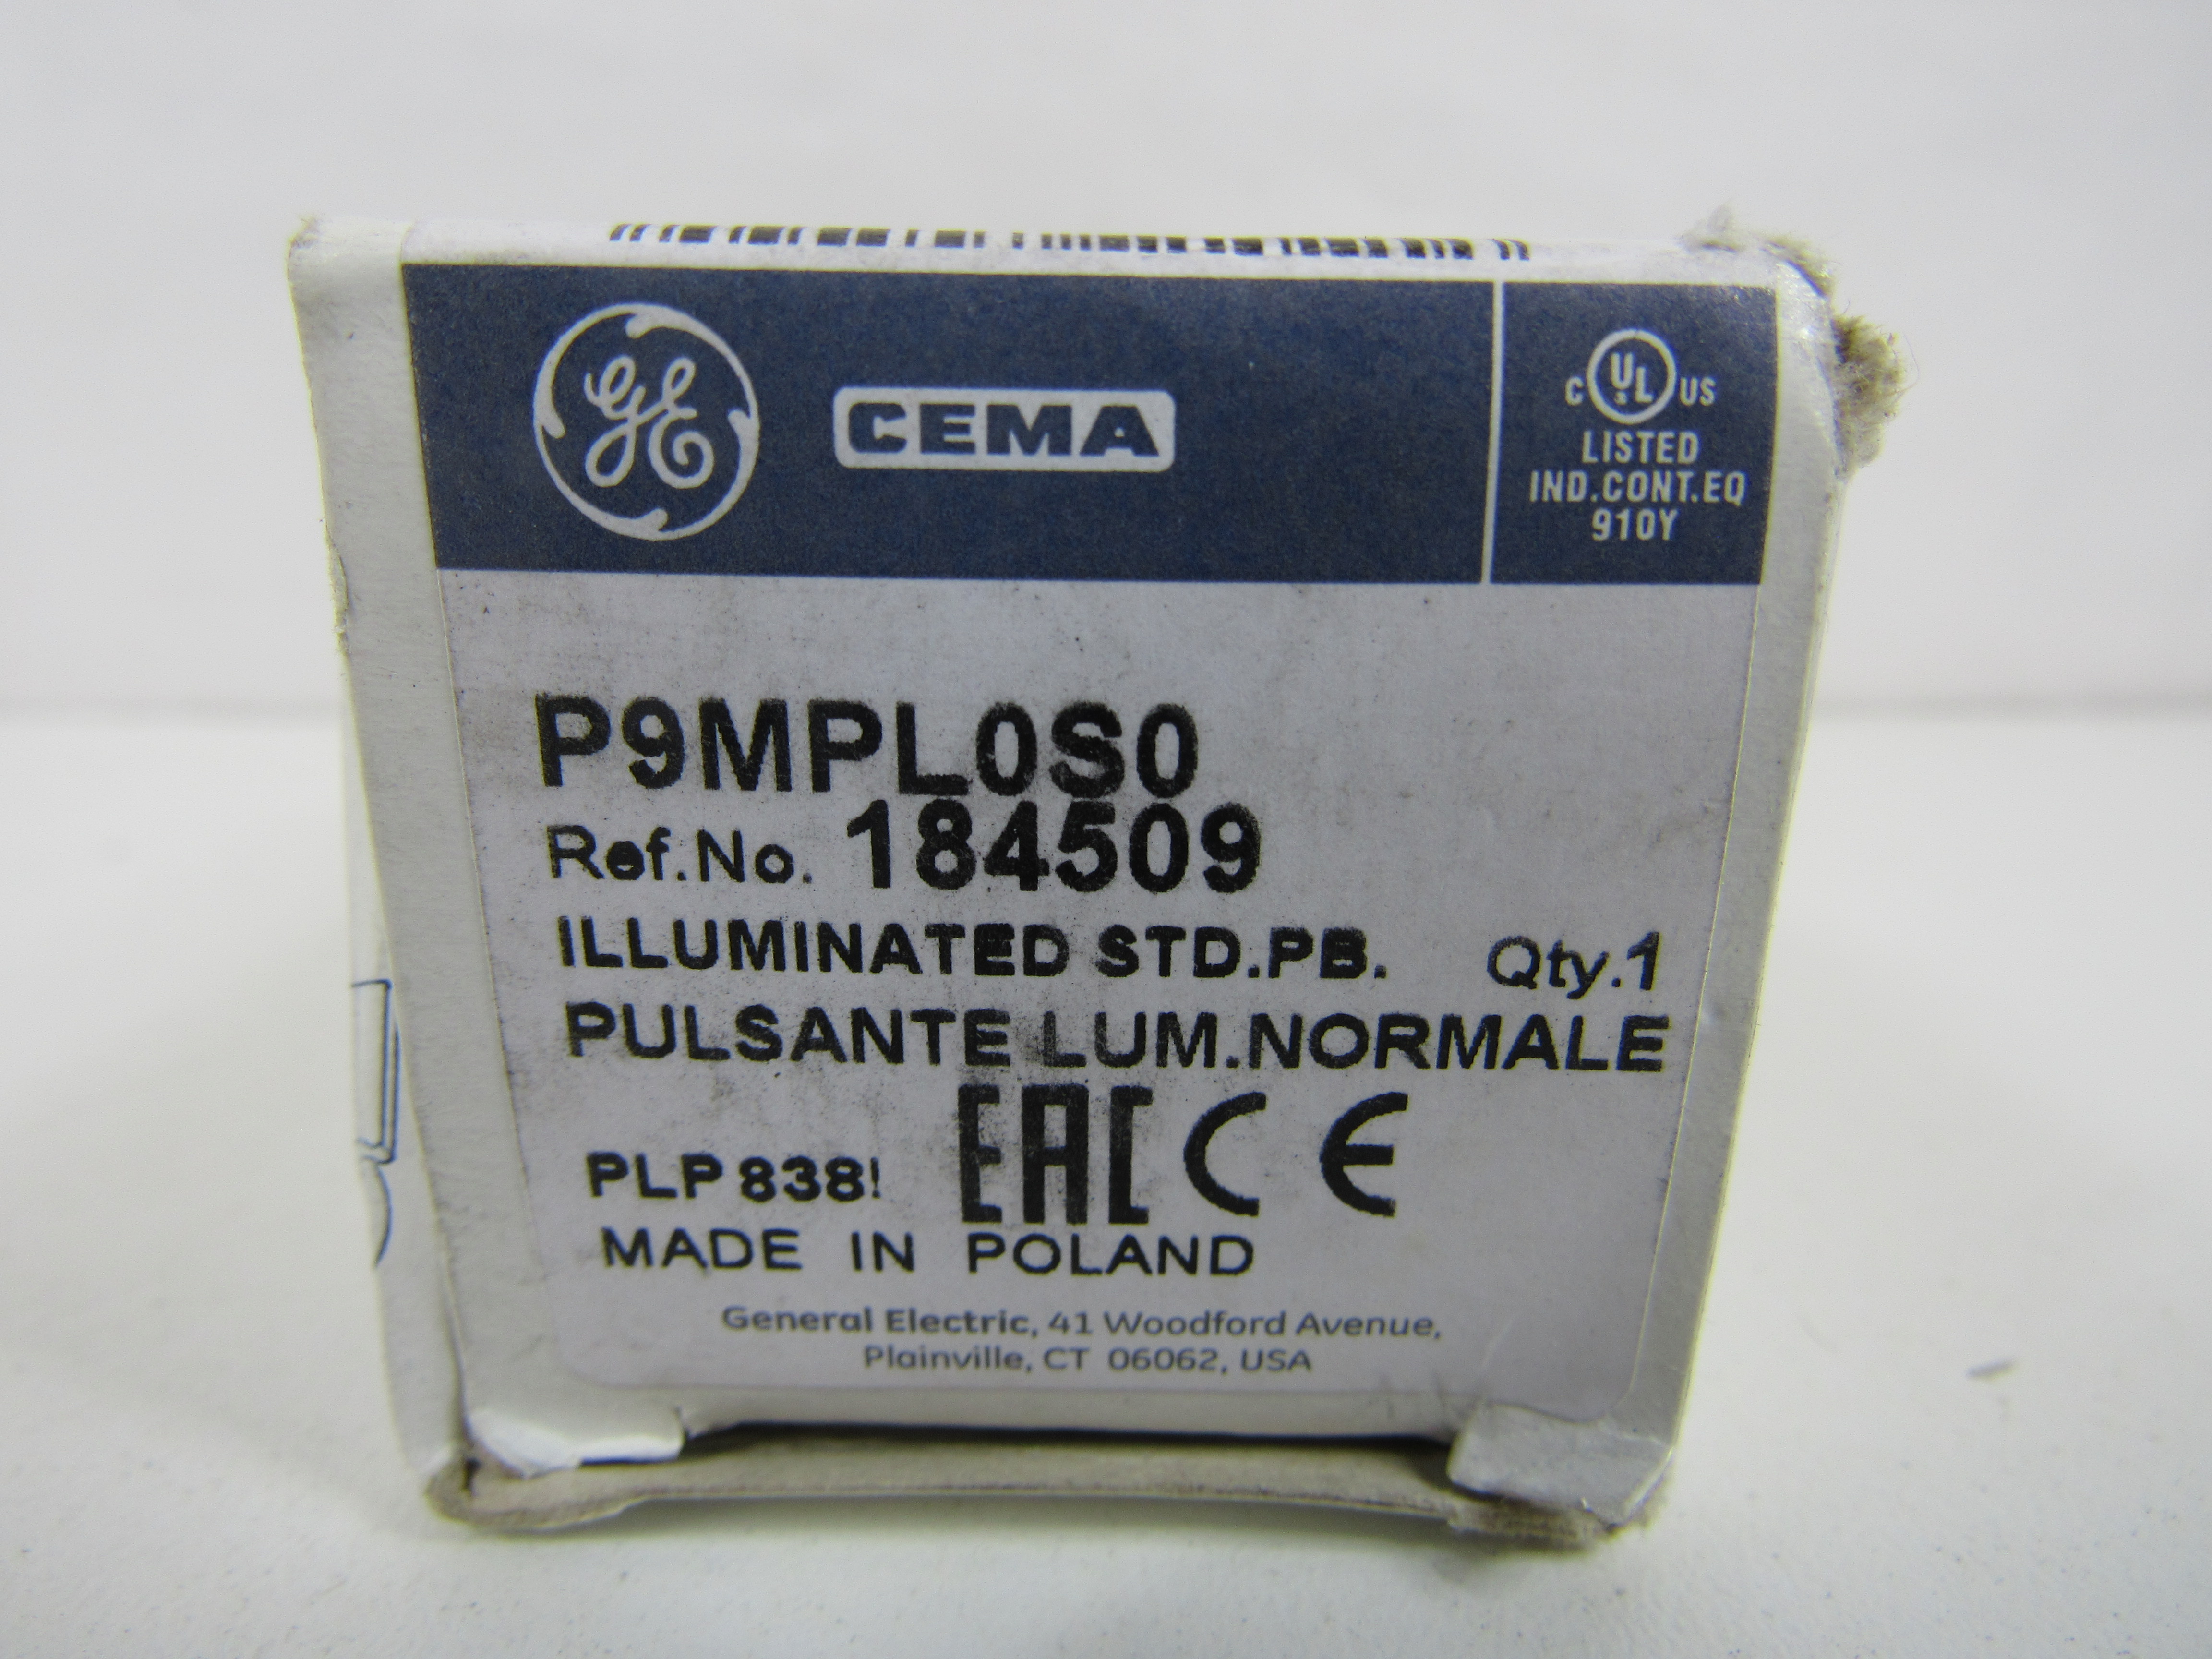 GE CEMA
C UL US
LISTED
IND.CONT.EQ
910Y
P9MPL0S0
Ref.No. 184509
ILLUMINATED STD.PB. Qty.1
PULSANTE LUM.NORMALE
EAC CE
PLP 838!
MADE IN POLAND
General Electric, 41 Woodford Avenue,
Plainville, CT 06062, USA